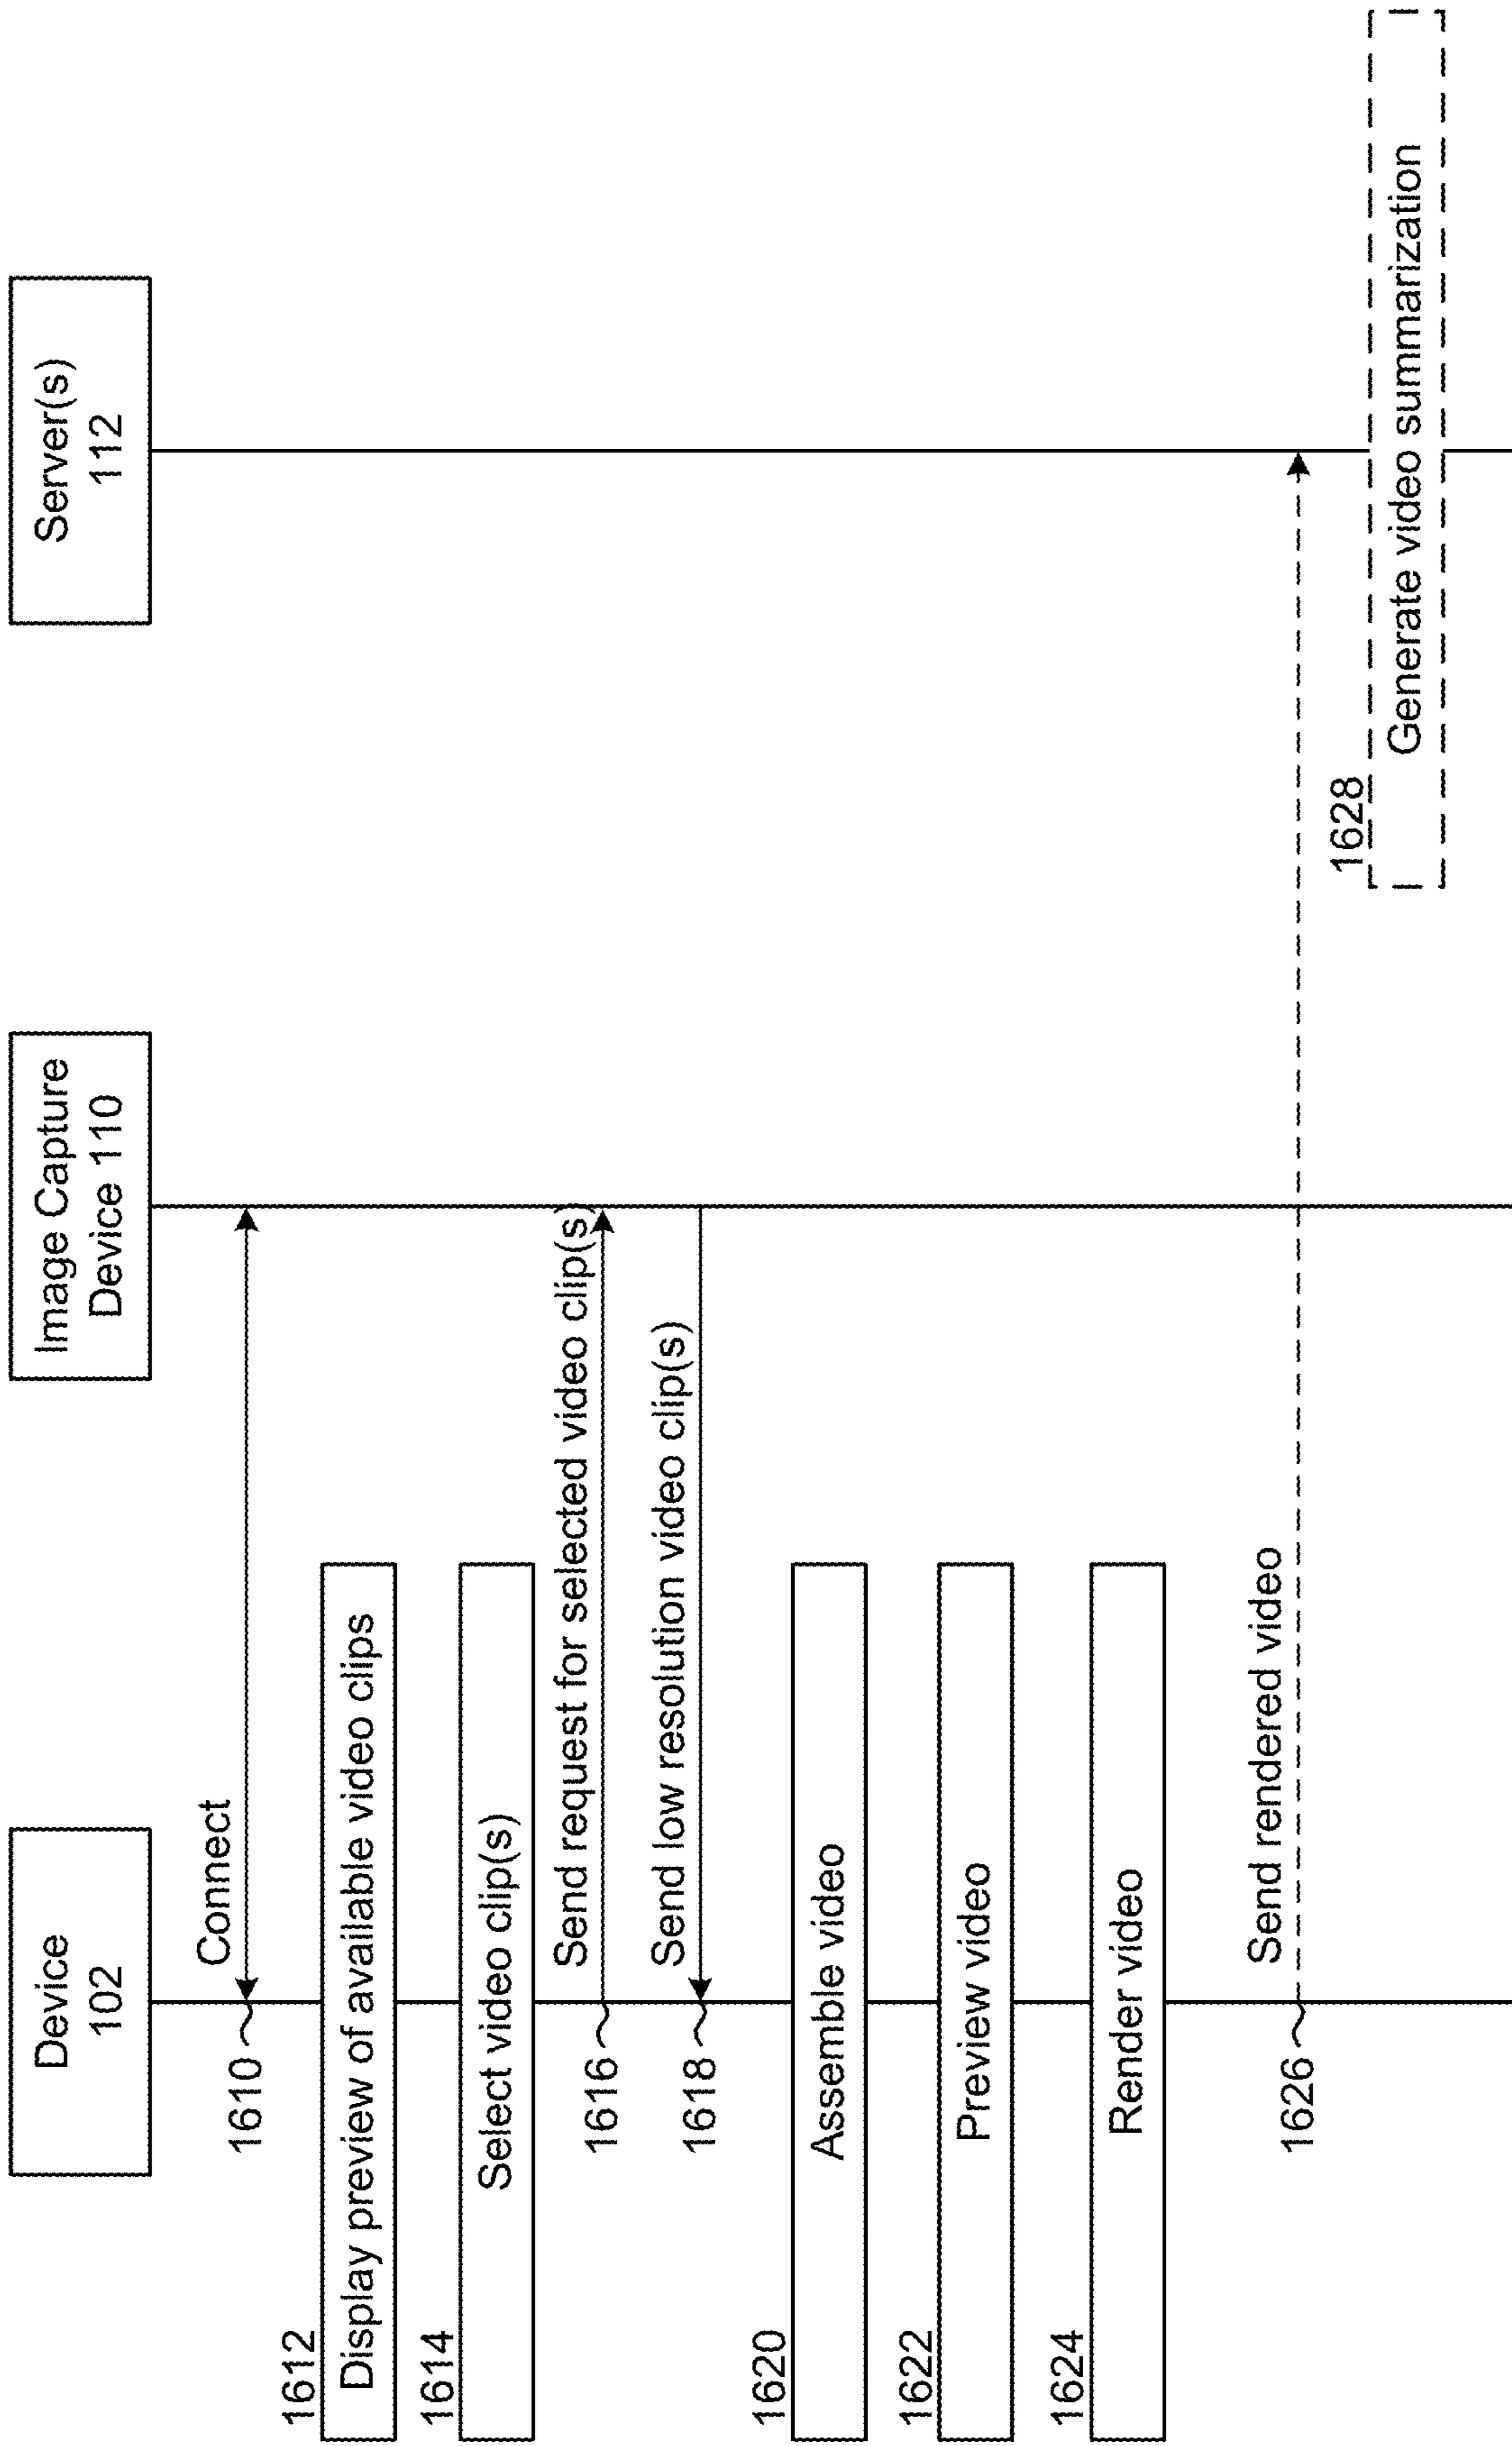 Device
102
Image Capture
Device 110
Server(s)
112
Connect
1610
1612
Display preview of available video clips
1614
Select video clip(s)
Send request for selected video clip(s)
1616
Send low resolution video clip(s)
1618
1620
Assemble video
1622
Preview video
1624
Render video
Send rendered video
1626
1628
Generate video summarization